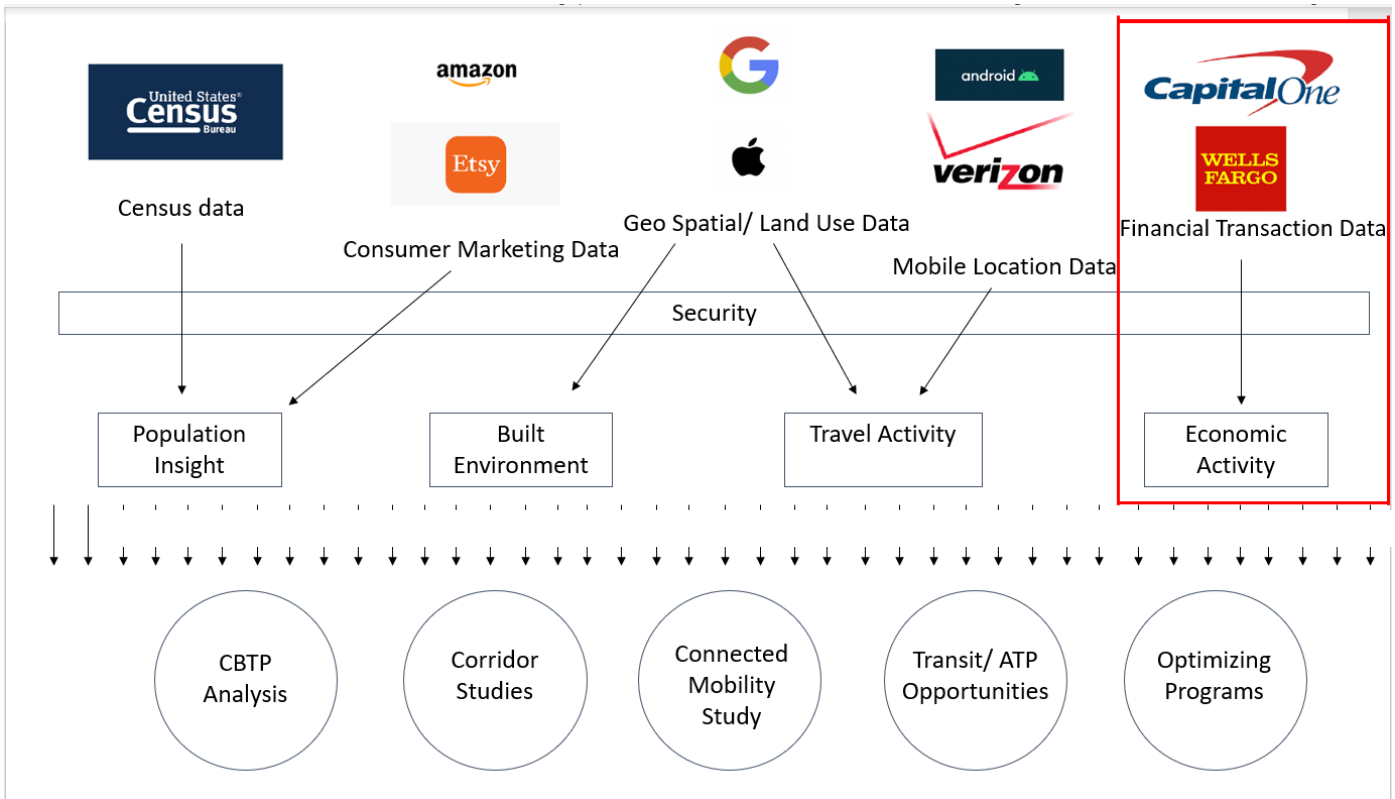 United States®
Census
Bureau
Census data
amazon
Etsy
Consumer Marketing Data
Geo Spatial/ Land Use Data
android
verizon
Mobile Location Data
CapitalOne
WELLS
FARGO
Financial Transaction Data
Security
Population
Insight
Built
Environment
Travel Activity
Economic
Activity
CBTP
Analysis
Corridor
Studies
Connected
Mobility
Study
Transit/ ATP
Opportunities
Optimizing
Programs